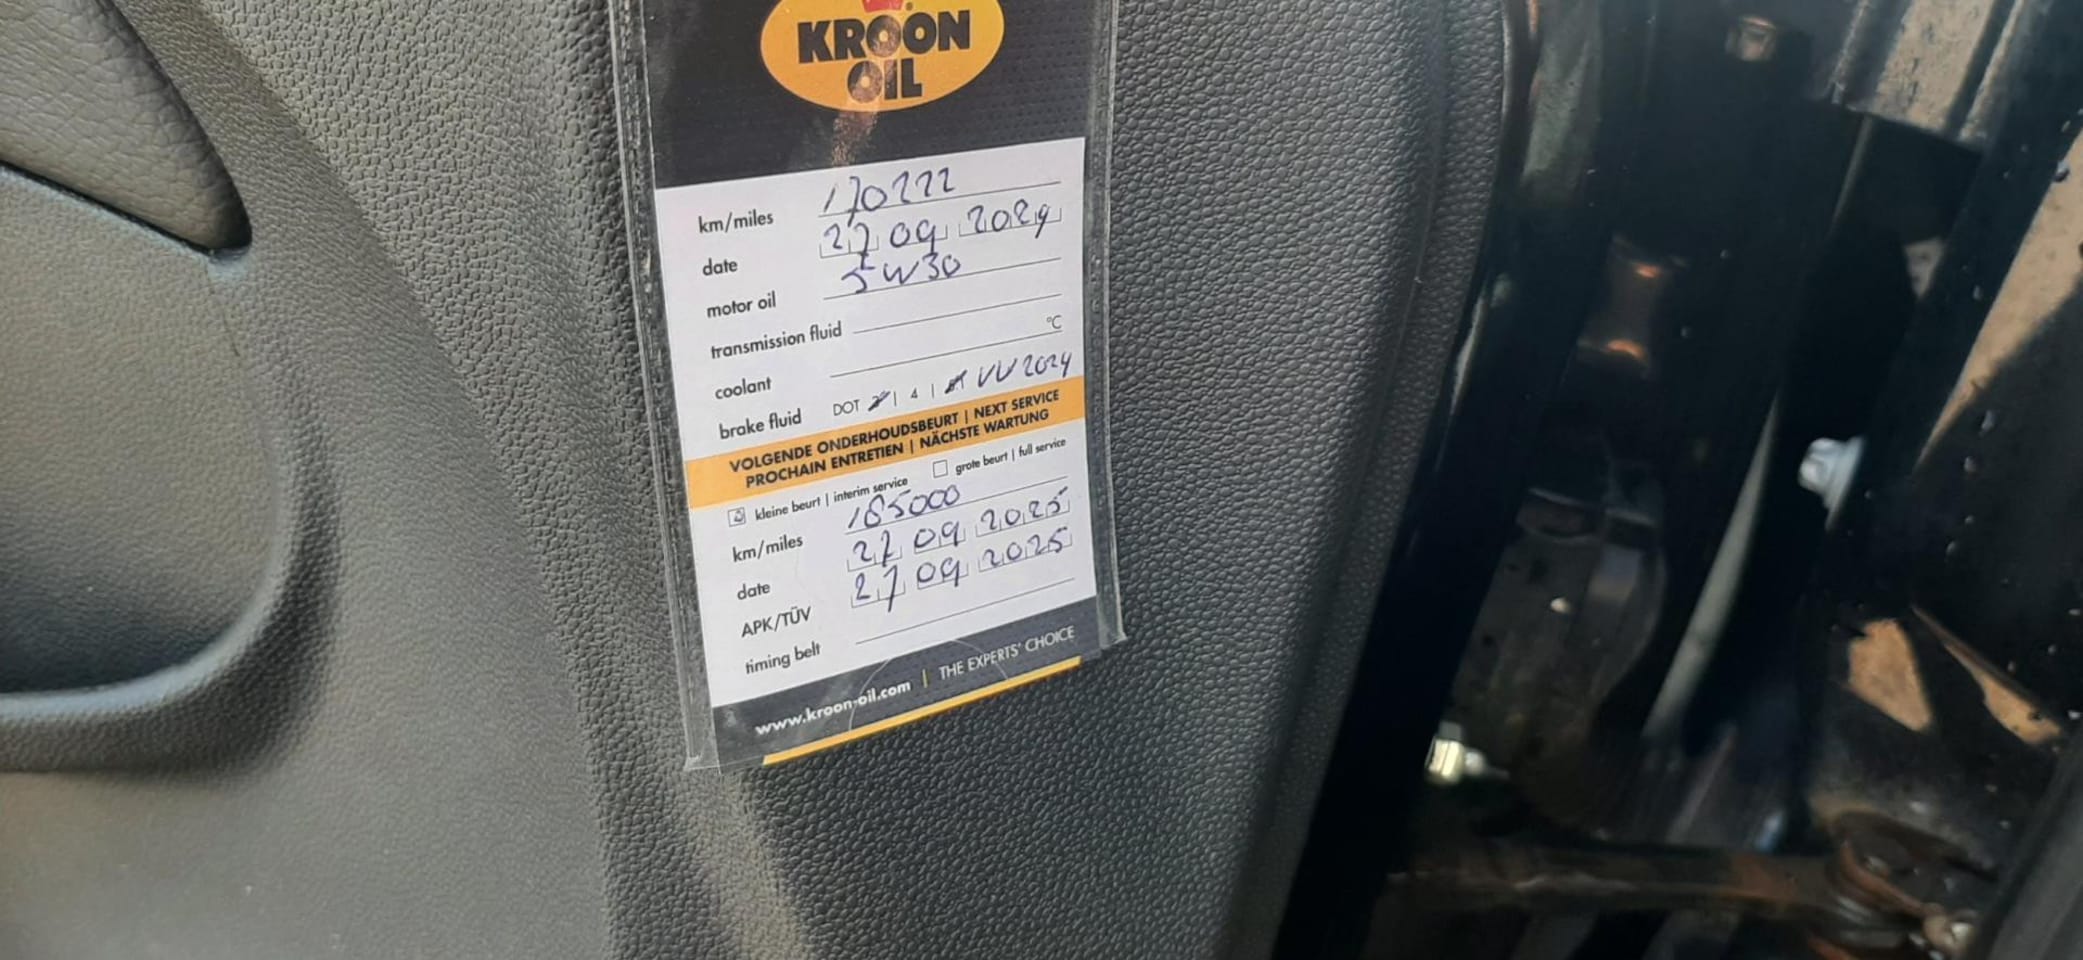 KROON
OIL
km/miles 170222
date 27 09 2024
motor oil 5W30
transmission fluid
coolant °C
brake fluid DOT 4 VV 2024
VOLGENDE ONDERHOUDSBEURT | NEXT SERVICE
PROCHAIN ENTRETIEN | NÄCHSTE WARTUNG
kleine beurt | interim service grote beurt | full service
km/miles 185000
date 27 09 2025
APK/TÜV 27 09 2025
timing belt
www.kroon-oil.com | THE EXPERTS' CHOICE